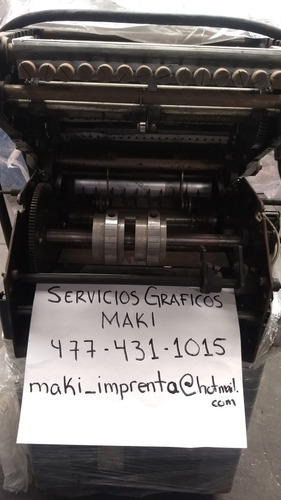 SERVICIOS GRAFICOS
MAKI
477-431-1015
maki_imprenta@hotmail.
com